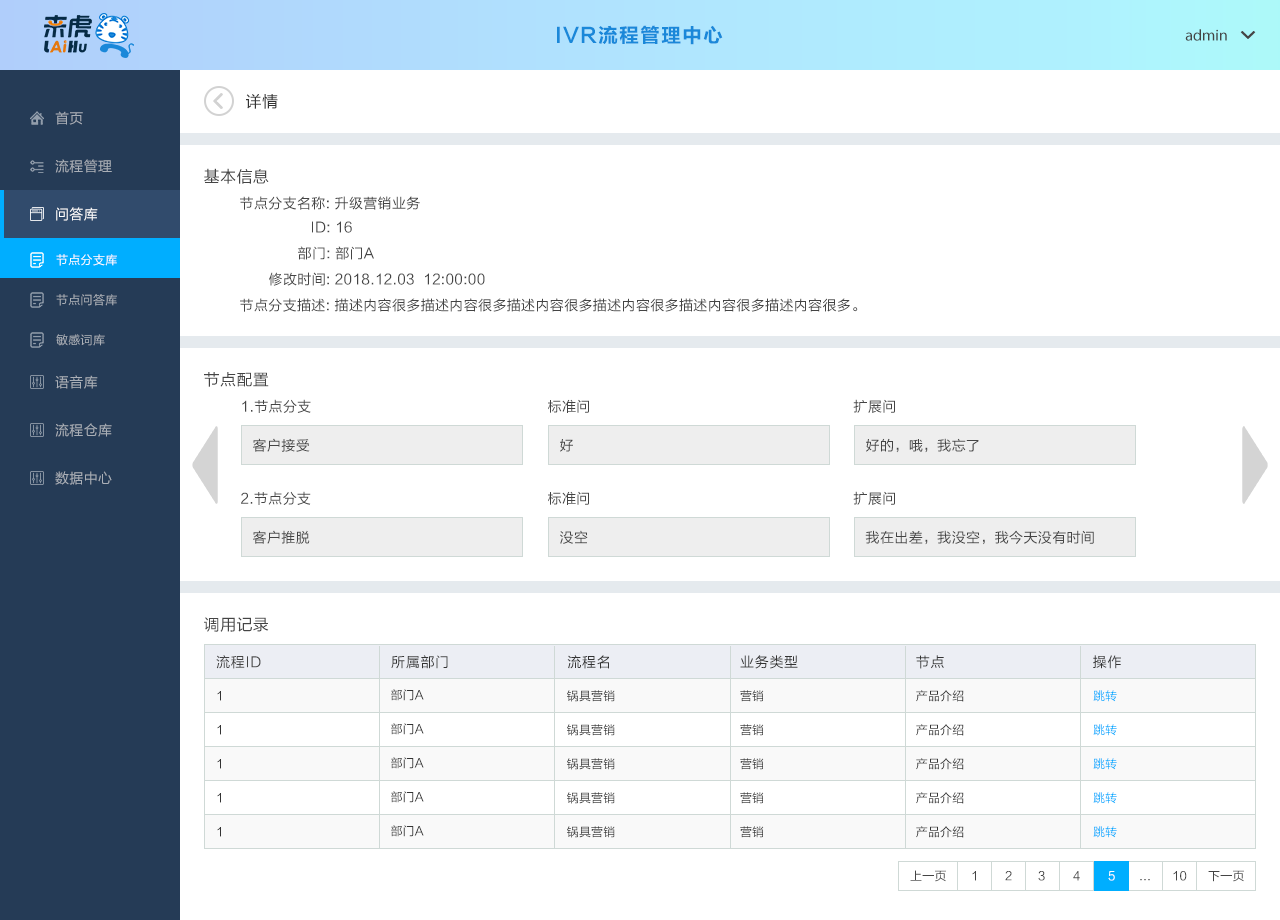 来虎
LAiHu
IVR流程管理中心
admin
首页
流程管理
问答库
节点分支库
节点问答库
敏感词库
语音库
流程仓库
数据中心
详情
基本信息
节点分支名称: 升级营销业务
ID: 16
部门: 部门A
修改时间: 2018.12.03 12:00:00
节点分支描述: 描述内容很多描述内容很多描述内容很多描述内容很多描述内容很多描述内容很多。
节点配置
1.节点分支 标准问 扩展问
客户接受 好 好的，哦，我忘了
2.节点分支 标准问 扩展问
客户推脱 没空 我在出差，我没空，我今天没有时间
调用记录
流程ID 所属部门 流程名 业务类型 节点 操作
1 部门A 锅具营销 营销 产品介绍 跳转
1 部门A 锅具营销 营销 产品介绍 跳转
1 部门A 锅具营销 营销 产品介绍 跳转
1 部门A 锅具营销 营销 产品介绍 跳转
1 部门A 锅具营销 营销 产品介绍 跳转
上一页 1 2 3 4 5 ... 10 下一页